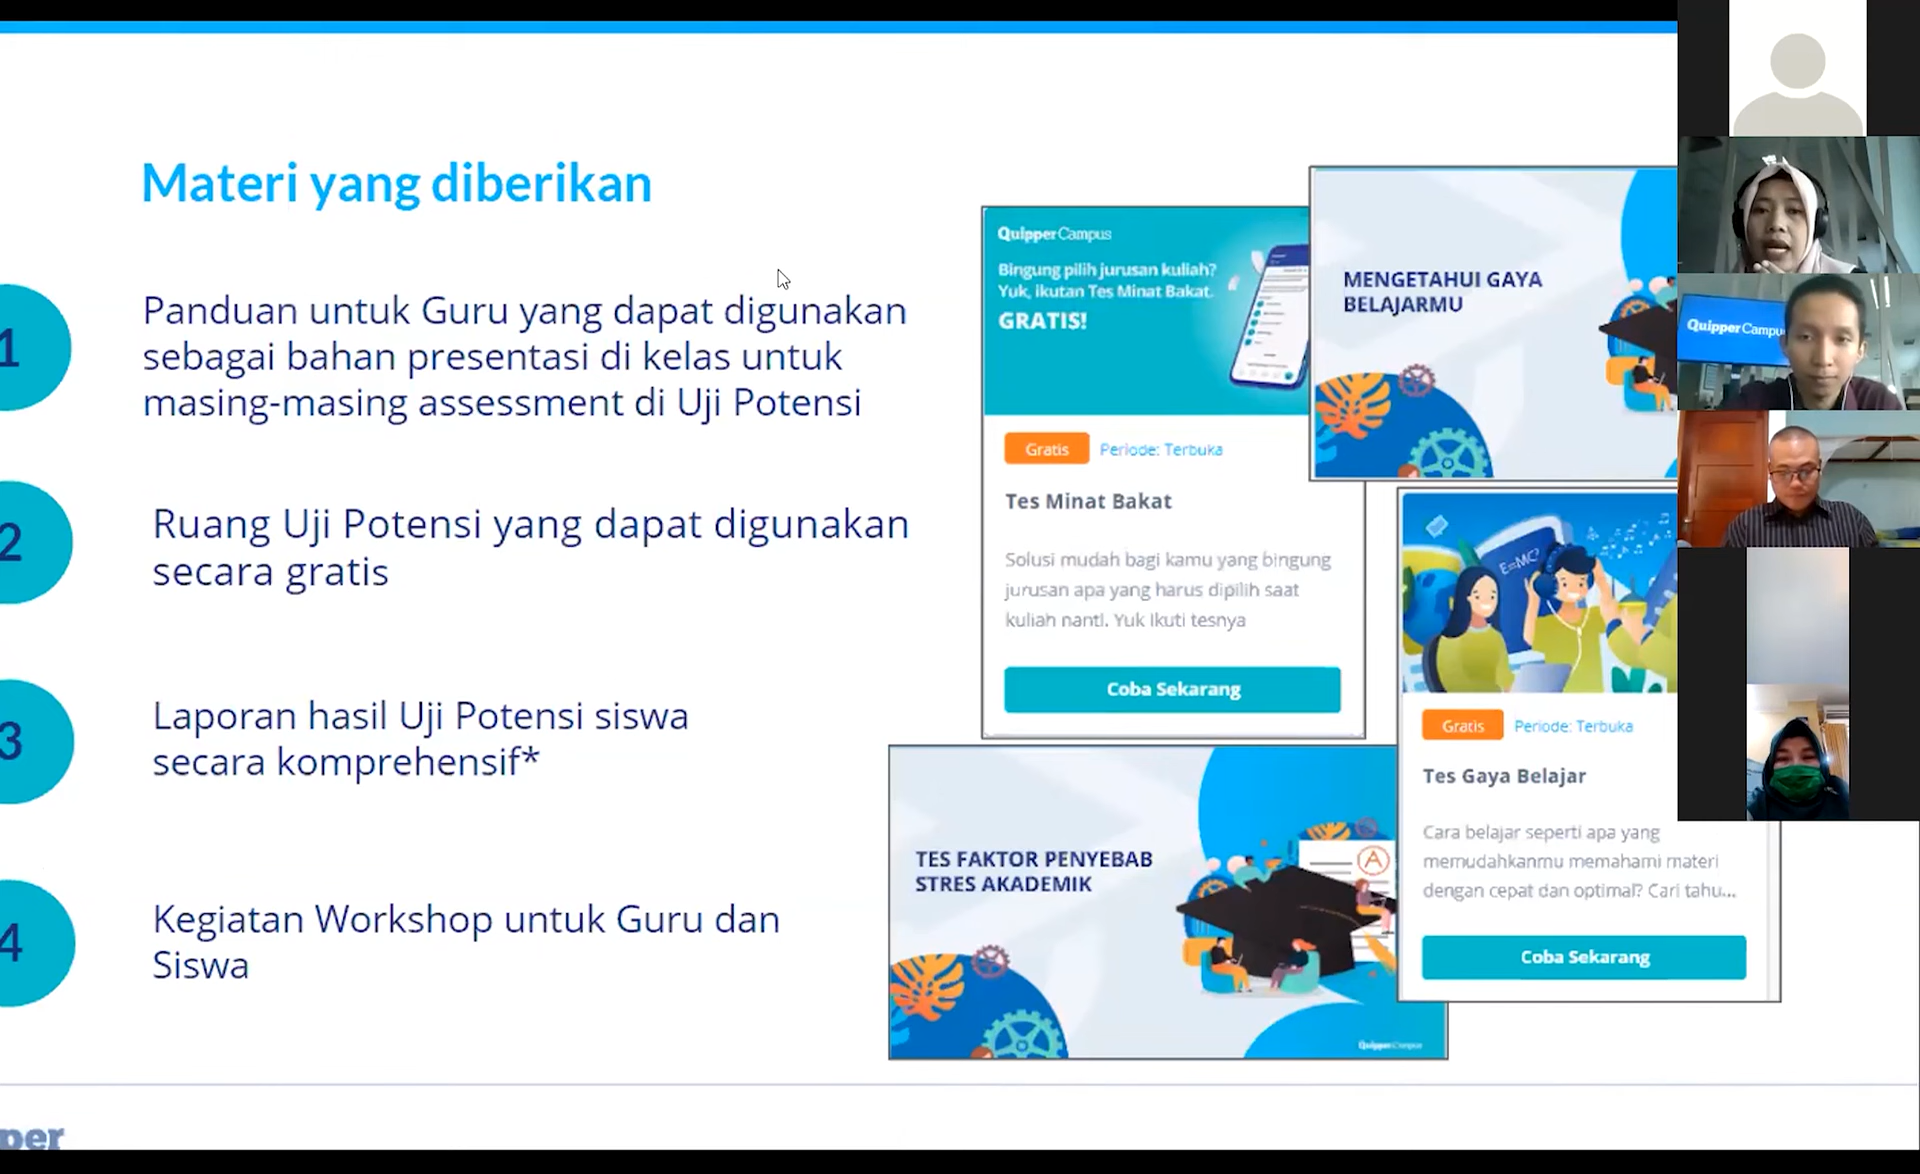 Materi yang diberikan
1
Panduan untuk Guru yang dapat digunakan
sebagai bahan presentasi di kelas untuk
masing-masing assessment di Uji Potensi
2
Ruang Uji Potensi yang dapat digunakan
secara gratis
3
Laporan hasil Uji Potensi siswa
secara komprehensif*
4
Kegiatan Workshop untuk Guru dan
Siswa
per
Quipper Campus
Bingung pilih jurusan kuliah?
Yuk, ikutan Tes Minat Bakat.
GRATIS!
Gratis Periode: Terbuka
Tes Minat Bakat
Solusi mudah bagi kamu yang bingung
jurusan apa yang harus dipilih saat
kuliah nanti. Yuk ikuti tesnya
Coba Sekarang
MENGETAHUI GAYA
BELAJARMU
E=MC²
Gratis Periode: Terbuka
Tes Gaya Belajar
Cara belajar seperti apa yang
memudahkanmu memahami materi
dengan cepat dan optimal? Cari tahu...
Coba Sekarang
TES FAKTOR PENYEBAB
STRES AKADEMIK
A
Quipper Campus
Quipper Campu